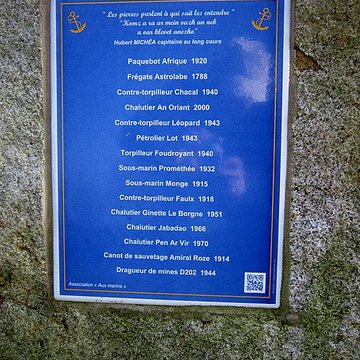 " Les pierres parlent à qui sait les entendre "
"Komz a ra ar mein ouzh an neb
a oar klevet anezho"
Hubert MICHÉA capitaine au long cours
Paquebot Afrique 1920
Frégate Astrolabe 1788
Contre-torpilleur Chacal 1940
Chalutier An Oriant 2000
Contre-torpilleur Léopard 1943
Pétrolier Lot 1943
Torpilleur Foudroyant 1940
Sous-marin Prométhée 1932
Sous-marin Monge 1915
Contre-torpilleur Faulx 1918
Chalutier Ginette Le Borgne 1951
Chalutier Jabadao 1966
Chalutier Pen Ar Vir 1970
Canot de sauvetage Amiral Roze 1914
Dragueur de mines D202 1944
Association « Aux marins »